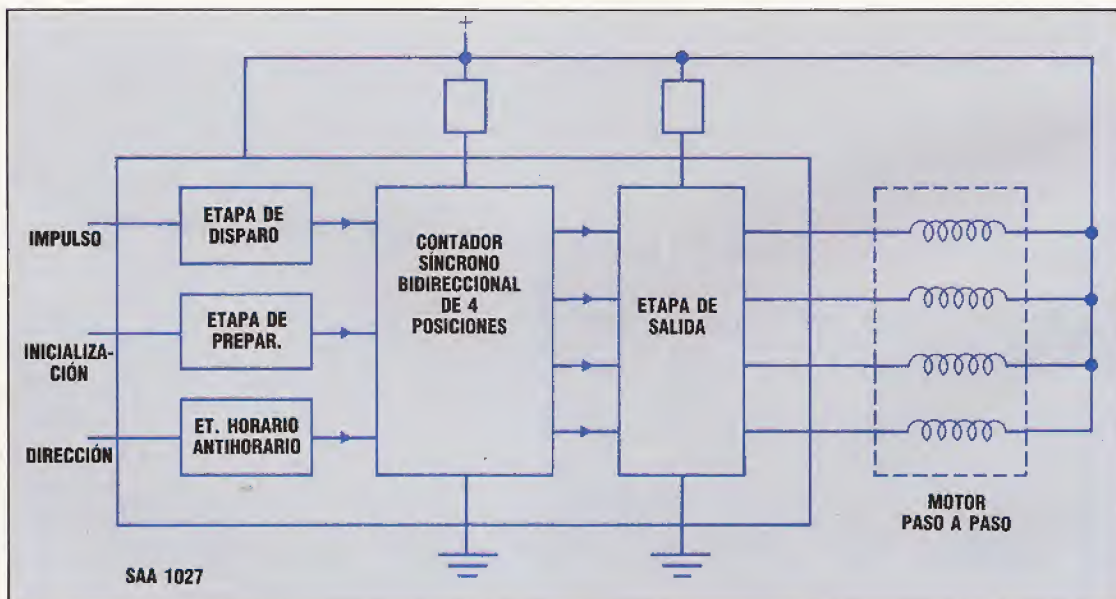 +
IMPULSO
ETAPA DE
DISPARO
INICIALIZA-
CIÓN
ETAPA DE
PREPAR.
DIRECCIÓN
ET. HORARIO
ANTIHORARIO
CONTADOR
SÍNCRONO
BIDIRECCIONAL
DE 4
POSICIONES
ETAPA DE
SALIDA
MOTOR
PASO A PASO
SAA 1027